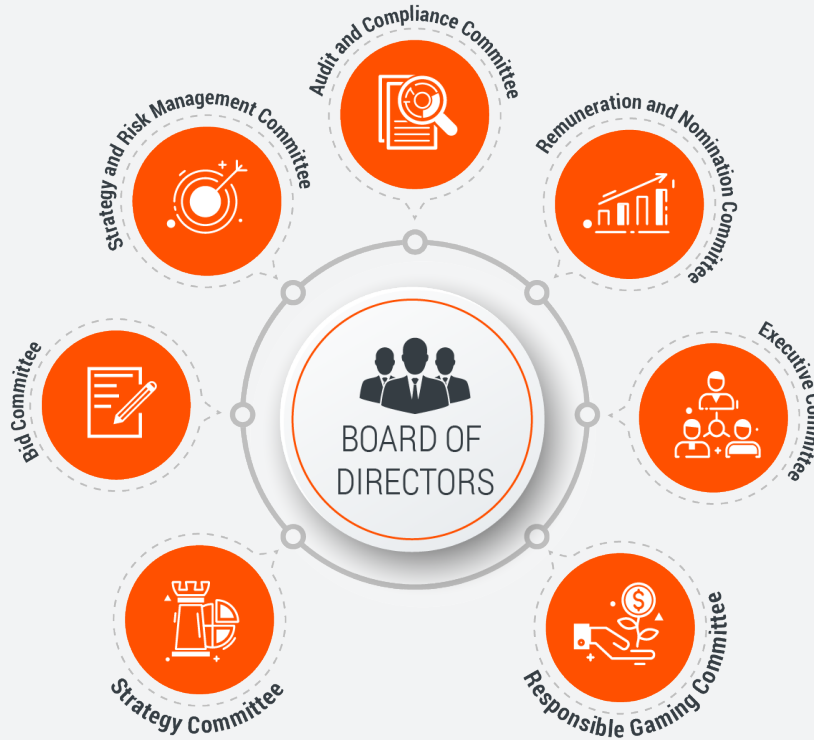 Audit and Compliance Committee
Strategy and Risk Management Committee
Remuneration and Nomination Committee
Executive Committee
Bid Committee
BOARD OF
DIRECTORS
$
Strategy Committee
Responsible Gaming Committee